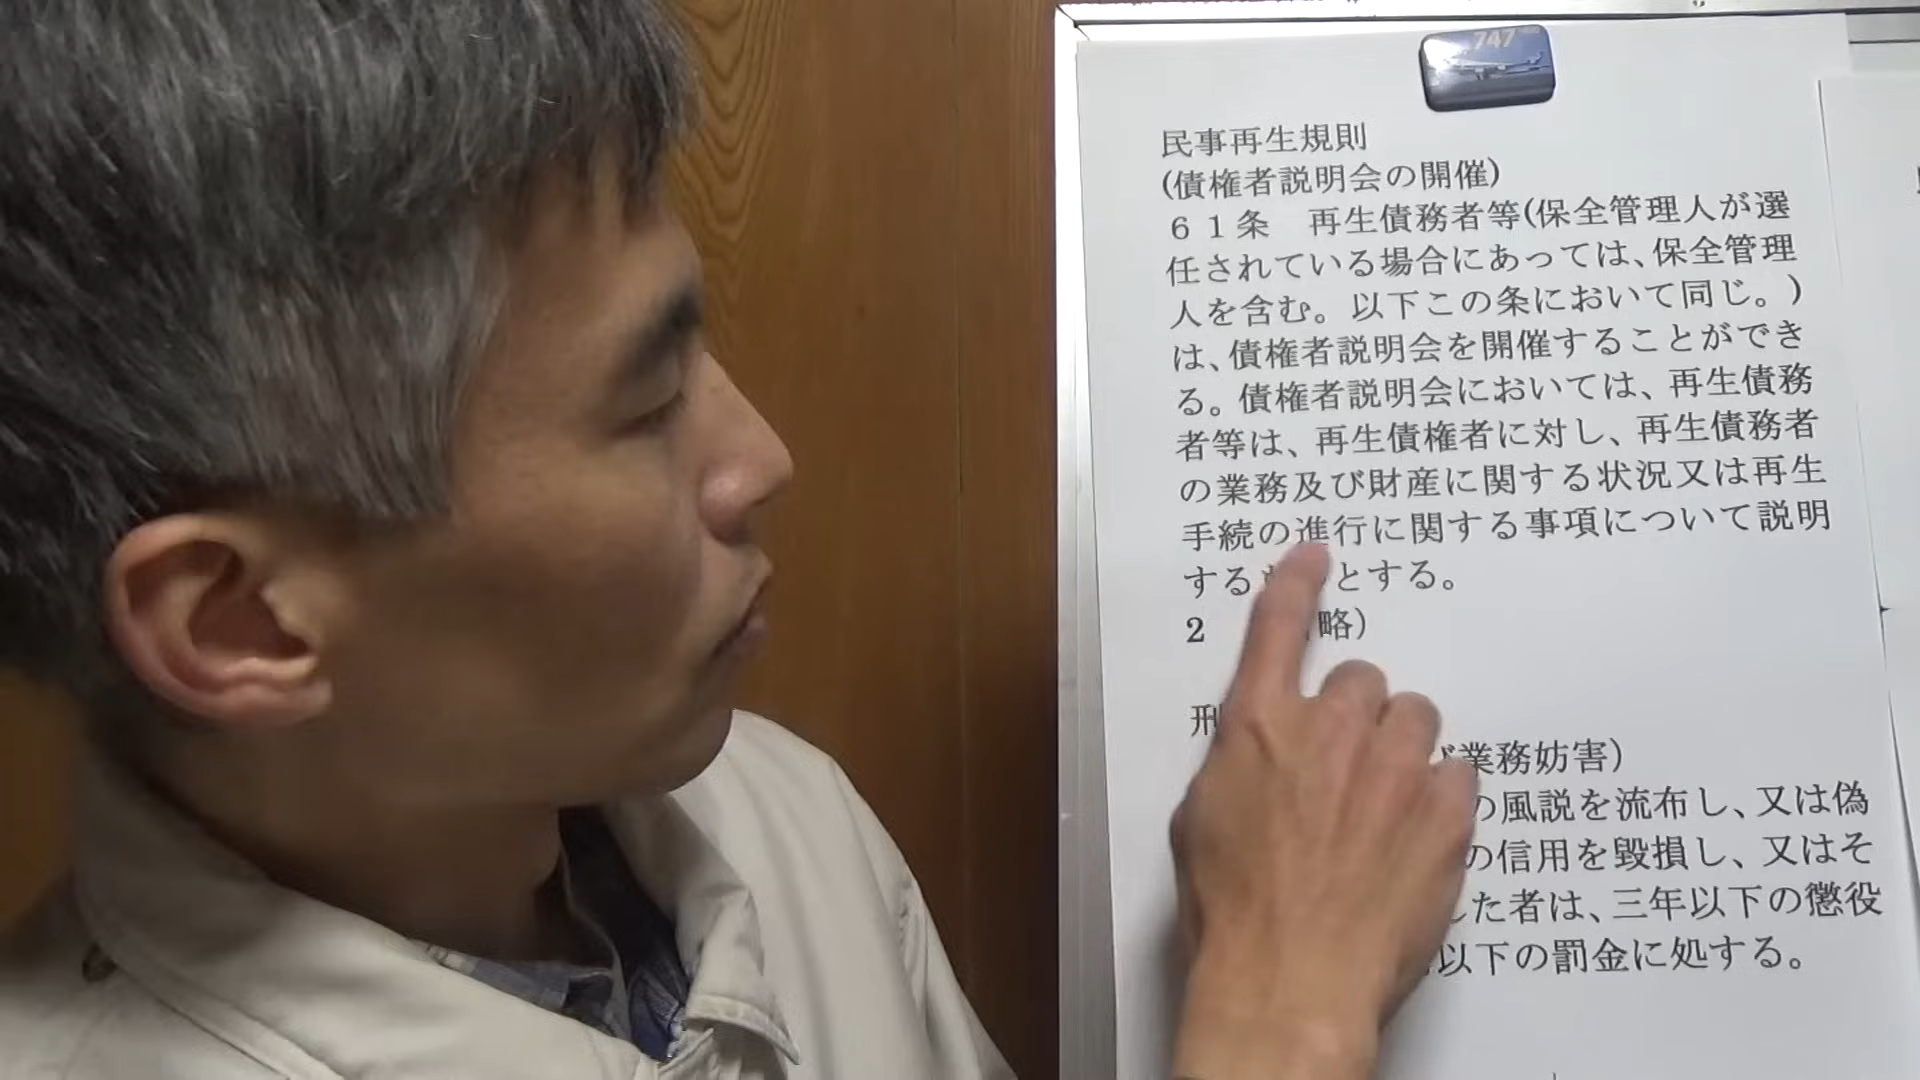 747
民事再生規則
(債権者説明会の開催)
61条　再生債務者等(保全管理人が選
任されている場合にあっては、保全管理
人を含む。以下この条において同じ。)
は、債権者説明会を開催することができ
る。債権者説明会においては、再生債務
者等は、再生債権者に対し、再生債務者
の業務及び財産に関する状況又は再生
手続の進行に関する事項について説明
する とする。
2 略)
刑
業務妨害)
の風説を流布し、又は偽
の信用を毀損し、又はそ
した者は、三年以下の懲役
以下の罰金に処する。